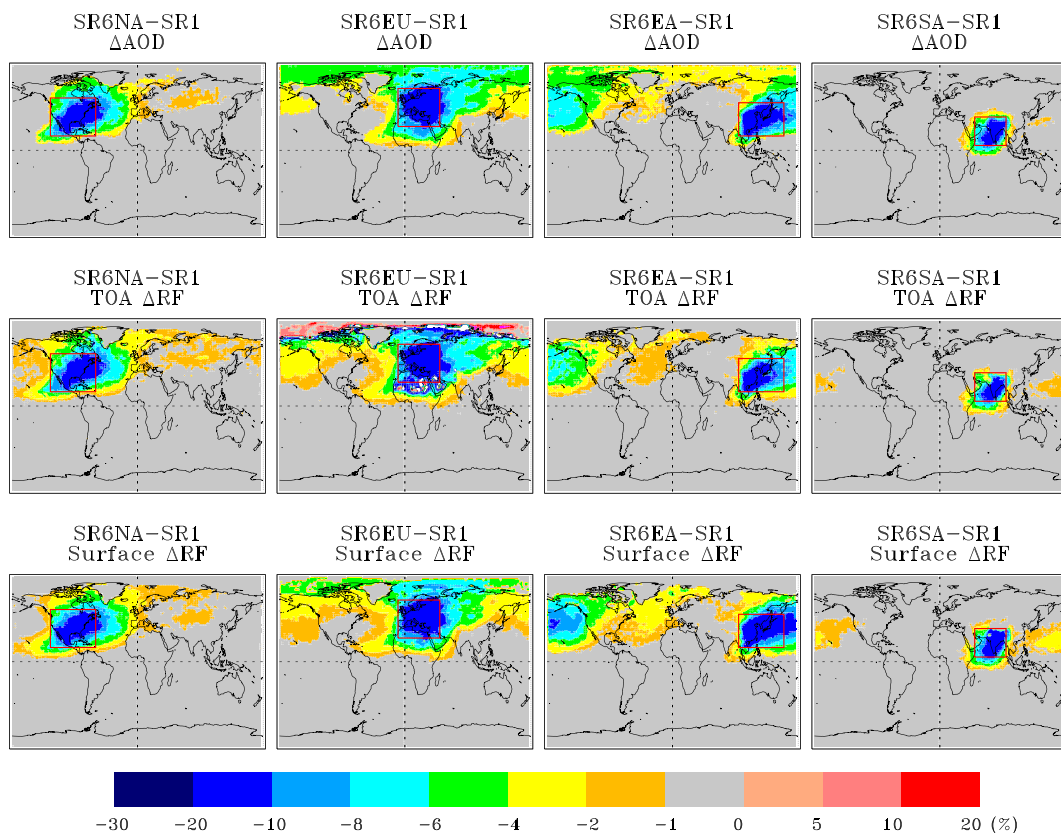 SR6NA−SR1
ΔAOD
SR6EU−SR1
ΔAOD
SR6EA−SR1
ΔAOD
SR6SA−SR1
ΔAOD
SR6NA−SR1
TOA ΔRF
SR6EU−SR1
TOA ΔRF
SR6EA−SR1
TOA ΔRF
SR6SA−SR1
TOA ΔRF
SR6NA−SR1
Surface ΔRF
SR6EU−SR1
Surface ΔRF
SR6EA−SR1
Surface ΔRF
SR6SA−SR1
Surface ΔRF
−30 −20 −10 −8 −6 −4 −2 −1 0 5 10 20 (%)